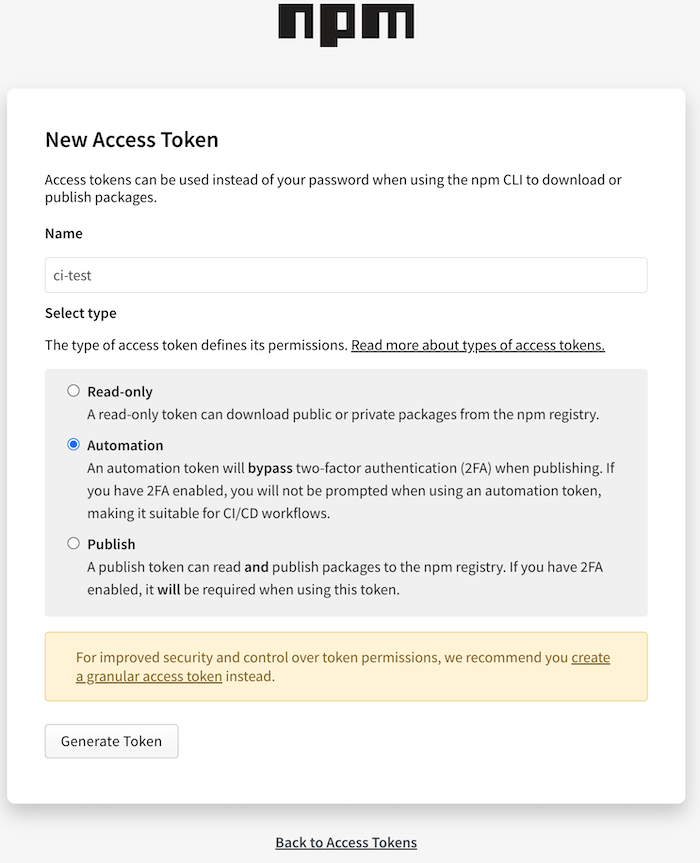 npm
New Access Token
Access tokens can be used instead of your password when using the npm CLI to download or
publish packages.
Name
ci-test
Select type
The type of access token defines its permissions. Read more about types of access tokens.
Read-only
A read-only token can download public or private packages from the npm registry.
Automation
An automation token will bypass two-factor authentication (2FA) when publishing. If
you have 2FA enabled, you will not be prompted when using an automation token,
making it suitable for CI/CD workflows.
Publish
A publish token can read and publish packages to the npm registry. If you have 2FA
enabled, it will be required when using this token.
For improved security and control over token permissions, we recommend you create
a granular access token instead.
Generate Token
Back to Access Tokens